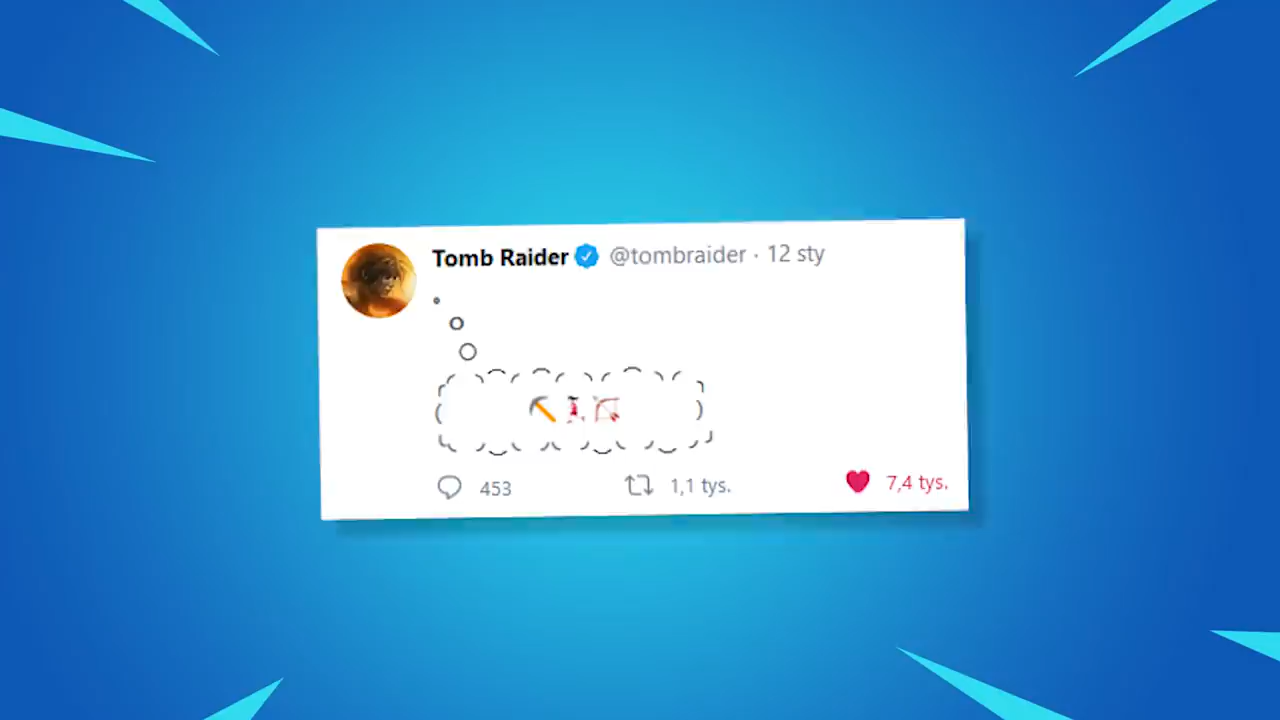 Tomb Raider @tombraider · 12 sty
453 1,1 tys. 7,4 tys.